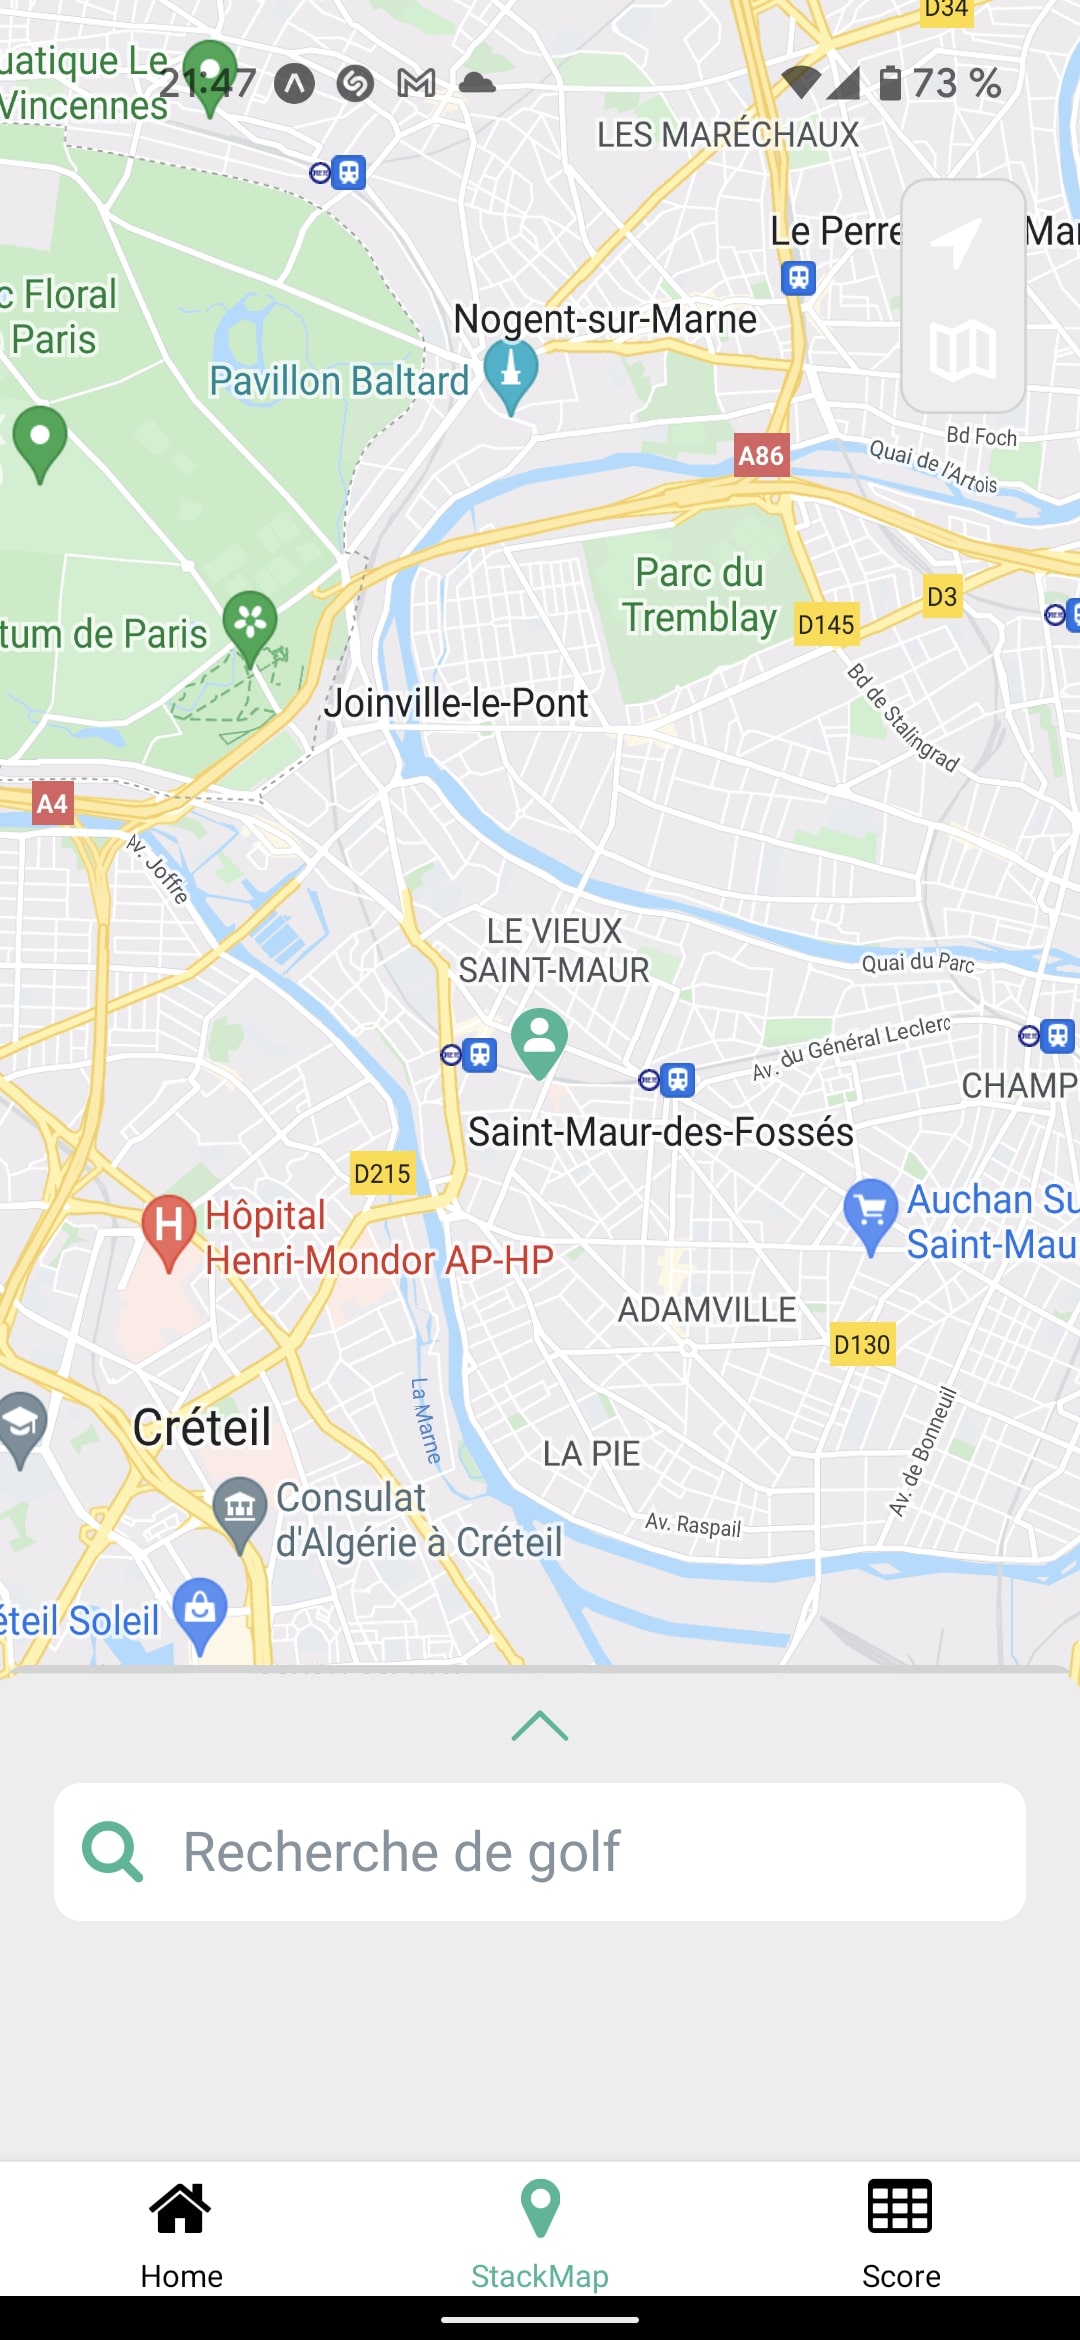 D34
uatique Le
Vincennes
21:47
73 %
LES MARÉCHAUX
Le Perre
Mar
c Floral
Paris
Nogent-sur-Marne
Pavillon Baltard
Bd Foch
Quai de l'Artois
A86
Parc du
Tremblay
D3
D145
tum de Paris
Bd de Stalingrad
Joinville-le-Pont
A4
Av. Joffre
LE VIEUX
SAINT-MAUR
Quai du Parc
Av. du Général Leclerc
CHAMP
Saint-Maur-des-Fossés
D215
Hôpital
Henri-Mondor AP-HP
Auchan Su
Saint-Mau
ADAMVILLE
D130
La Marne
Av. de Bonneuil
Créteil
LA PIE
Consulat
d'Algérie à Créteil
Av. Raspail
éteil Soleil
Recherche de golf
Home
StackMap
Score